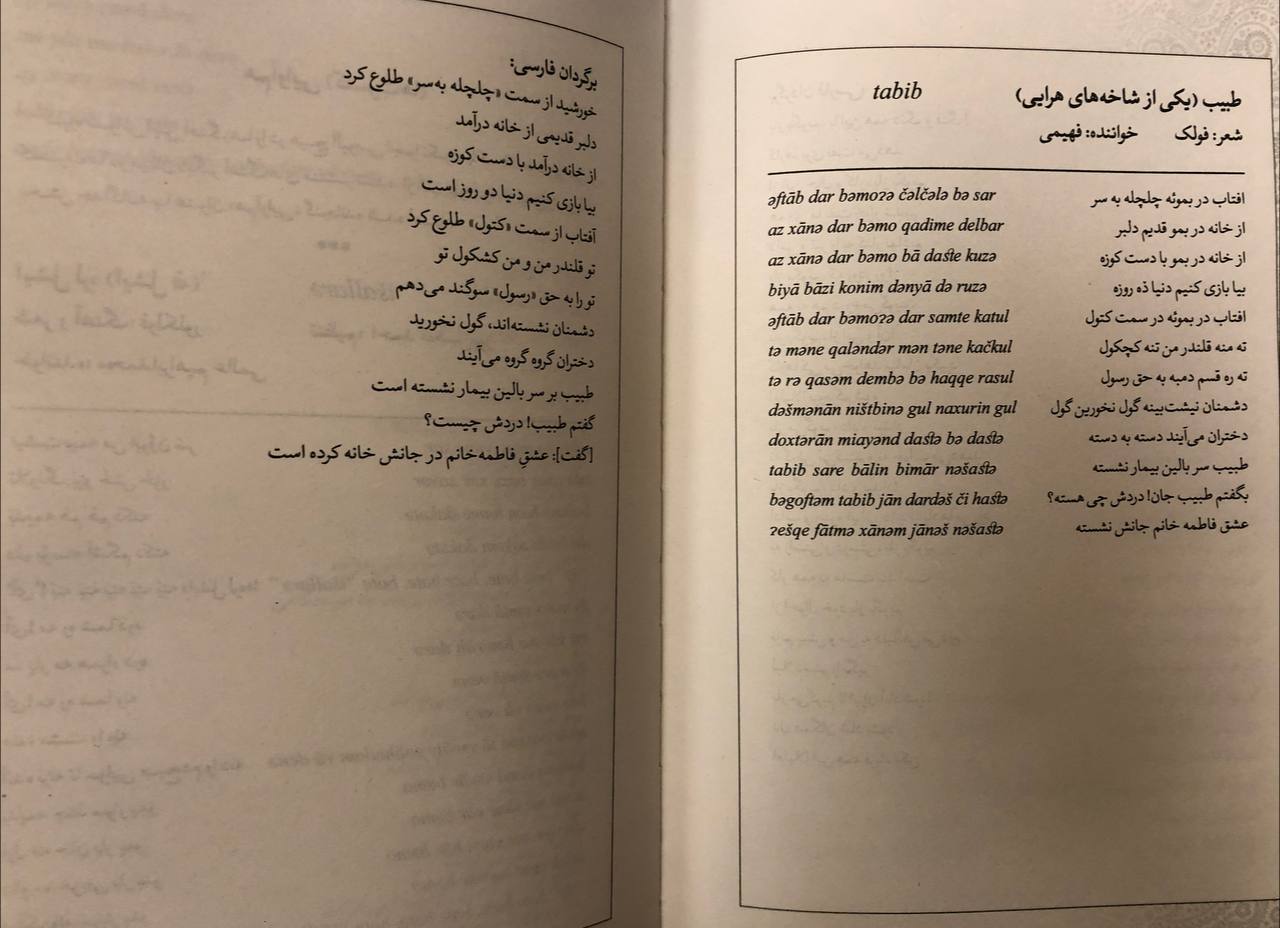 طبیب (یکی از شاخه‌های هرایی) tabib
شعر: فولک خواننده: فهیمی
افتاب در بموئه چلچله به سر əftāb dar bəmoɂə čəlčələ bə sar
از خانه در بمو قدیم دلبر az xānə dar bəmo qadime delbar
از خانه در بمو با دست کوزه az xānə dar bəmo bā daste kuzə
بیا بازی کنیم دنیا ذه روزه biyā bāzi konim dənyā də ruzə
افتاب در بموئه در سمت کتول əftāb dar bəmoɂə dar samte katul
ته منه قلندر من تنه کچکول tə məne qaləndər mən təne kačkul
ته ره قسم دمبه به حق رسول tə rə qasəm dembə bə haqqe rasul
دشمنان نیشت‌بینه گول نخورین گول dəšmənān ništbinə gul naxurin gul
دختران می‌آیند دسته به دسته doxtərān miayənd dastə bə dastə
طبیب سر بالین بیمار نشسته tabib sare bālin bimār nəšastə
بگفتم طبیب جان! دردش چی هسته؟ bəgoftəm tabib jān dardəš či hastə
عشق فاطمه خانم جانش نشسته ɂešqe fātmə xānəm jānəš nəšastə
برگردان فارسی:
خورشید از سمت «چلچله به‌سر» طلوع کرد
دلبر قدیمی از خانه درآمد
از خانه درآمد با دست کوزه
بیا بازی کنیم دنیا دو روز است
آفتاب از سمت «کتول» طلوع کرد
تو قلندر من و من کشکول تو
تو را به حق «رسول» سوگند می‌دهم
دشمنان نشسته‌اند، گول نخورید
دختران گروه گروه می‌آیند
طبیب بر سر بالین بیمار نشسته است
گفتم طبیب! دردش چیست؟
[گفت]: عشقِ فاطمه‌خانم در جانش خانه کرده است